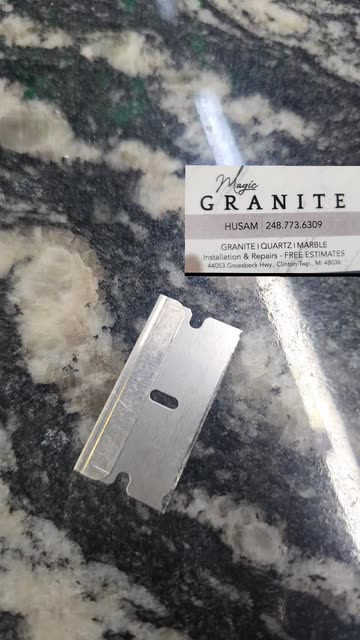 Magic
GRANITE
HUSAM 248.773.6309
GRANITE | QUARTZ | MARBLE
Installation & Repairs - FREE ESTIMATES
44053 Groesbeck Hwy., Clinton Twp., MI 48036